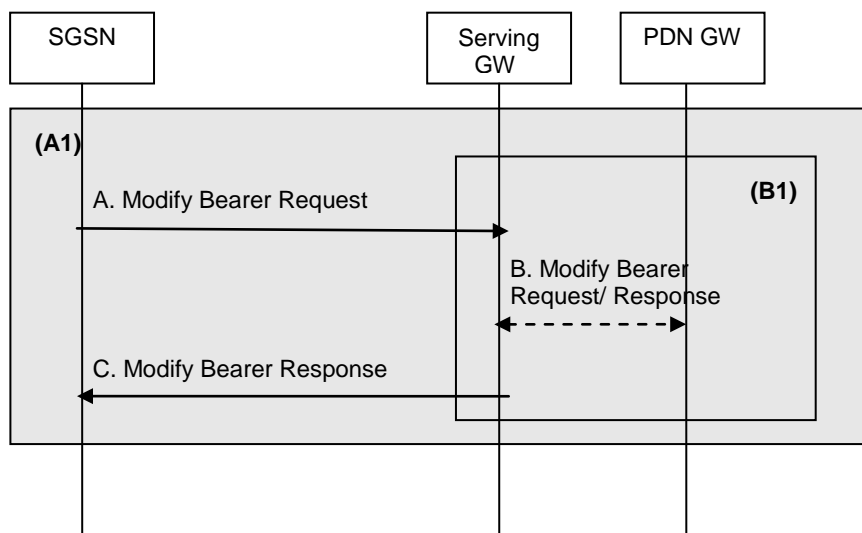 SGSN
Serving
GW
PDN GW
(A1)
(B1)
A. Modify Bearer Request
B. Modify Bearer
Request/ Response
C. Modify Bearer Response